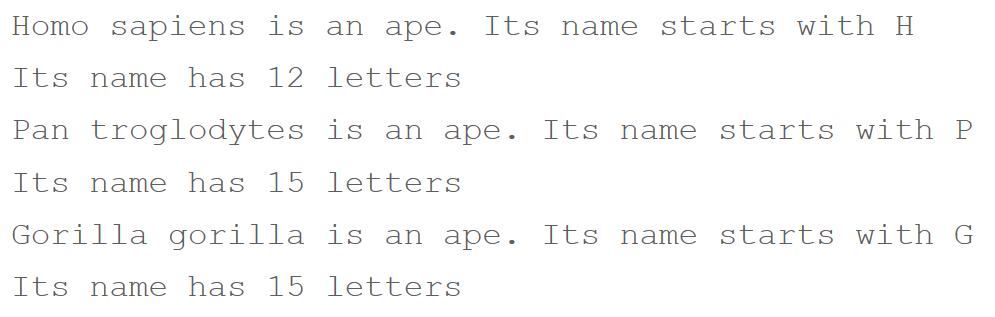 Homo sapiens is an ape. Its name starts with H
Its name has 12 letters
Pan troglodytes is an ape. Its name starts with P
Its name has 15 letters
Gorilla gorilla is an ape. Its name starts with G
Its name has 15 letters